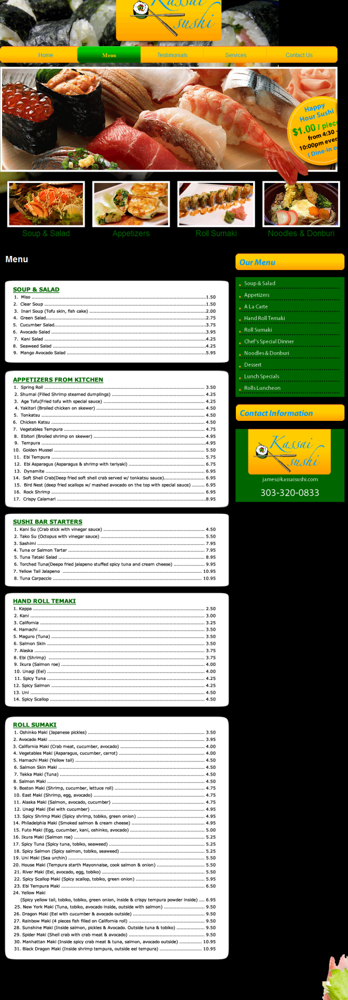 Kassai
sushi
Home
Menu
Testimonials
Services
Contact Us
Happy
Hour Sushi
$1.00 / piece
from 4:30 -
10:00pm ever
( Dine-in o
Soup & Salad
Appetizers
Roll Sumaki
Noodles & Donburi
Menu
SOUP & SALAD
1. Miso ....................1.50
2. Clear Soup ....................1.50
3. Inari Soup (Tofu skin, fish cake) ....................2.00
4. Green Salad....................2.75
5. Cucumber Salad....................3.75
6. Avocado Salad ....................3.95
7. Kani Salad ....................4.25
8. Seaweed Salad ....................4.25
9. Mango Avocado Salad ....................5.95
APPETIZERS FROM KITCHEN
1. Spring Roll .................... 3.50
2. Shumai (Filled Shrimp steamed dumplings) .................... 4.25
3. Age Tofu(Fried tofu with special sauce) .................... 4.25
4. Yakitori (Broiled chicken on skewer) .................... 4.50
5. Tonkatsu .................... 4.50
6. Chicken Katsu .................... 4.50
7. Vegetables Tempura .................... 4.75
8. Ebitori (Broiled shrimp on skewer) .................... 4.95
9. Tempura ....................4.95
10. Golden Mussel .................... 5.50
11. Ebi Tempura .................... 5.75
12. Ebi Asparagus (Asparagus & shrimp with teriyaki) .................... 6.75
13. Dynamite .................... 6.95
14. Soft Shell Crab(Deep fried soft shell crab served w/ tonkatsu sauce).................... 6.95
15. Bird Nest (deep fried scallops w/ mashed avocado on the top with special sauce) ......... 6.95
16. Rock Shrimp .................... 6.95
17. Crispy Calamari ....................8.95
SUSHI BAR STARTERS
1. Kani Su (Crab stick with vinegar sauce) .................... 4.50
2. Tako Su (Octopus with vinegar sauce) .................... 5.50
3. Sashimi .................... 7.95
4. Tuna or Salmon Tartar .................... 7.95
5. Tuna Tataki Salad .................... 8.95
6. Torched Tuna(Deepo fried jalapeno stuffed spicy tuna and cream cheese) .................... 9.95
7. Yellow Tail Jalapeno .................... 10.95
8. Tuna Carpaccio .................... 10.95
HAND ROLL TEMAKI
1. Kappa .................... 2.50
2. Kani .................... 3.00
3. California .................... 3.25
4. Hamachi .................... 3.50
5. Maguro (Tuna) .................... 3.50
6. Salmon Skin .................... 3.50
7. Alaska .................... 3.75
8. Ebi (Shrimp) .................... 3.75
9. Ikura (Salmon roe) .................... 4.00
10. Unagi (Eel) .................... 4.00
11. Spicy Tuna .................... 4.25
12. Spicy Salmon .................... 4.25
13. Uni .................... 4.50
14. Spicy Scallop .................... 4.50
ROLL SUMAKI
1. Oshinko Maki (Japanese pickles) .................... 3.50
2. Avocado Maki .................... 3.95
3. California Maki (Crab meat, cucumber, avocado) .................... 4.00
4. Vegetables Maki (Asparagus, cucumber, carrot) .................... 4.00
5. Hamachi Maki (Yellow tail) .................... 4.50
6. Salmon Skin Maki .................... 4.50
7. Tekka Maki (Tuna) .................... 4.50
8. Salmon Maki .................... 4.50
9. Boston Maki (Shrimp, cucumber, lettuce roll) .................... 4.75
10. East Maki (Shrimp, egg, avocado) .................... 4.75
11. Alaska Maki (Salmon, avocado, cucumber) .................... 4.75
12. Unagi Maki (Eel with cucumber) .................... 4.95
13. Spicy Shrimp Maki (Spicy shrimp, tobiko, green onion) .................... 4.95
14. Philadelphia Maki (Smoked salmon & cream cheese) .................... 4.95
15. Futo Maki (Egg, cucumber, kani, oshinko, avocado) .................... 5.00
16. Ikura Maki (Salmon roe) .................... 5.25
17. Spicy Tuna (Spicy tuna, tobiko, seaweed) .................... 5.25
18. Spicy Salmon (Spicy salmon, tobiko, seaweed) .................... 5.25
19. Uni Maki (Sea urchin) .................... 5.50
20. House Maki (Tempura starth Mayonnaise, cook salmon & onion) .................... 5.50
21. River Maki (Eel, avocado, egg, tobiko) .................... 5.50
22. Spicy Scallop Maki (Spicy scallop, tobiko, green onion) .................... 5.95
23. Ebi Tempura Maki .................... 6.50
24. Yellow Maki
(Spicy yellow tail, tobiko, tobiko, green onion, inside & crispy tempura powder inside) .... 6.95
25. New York Maki (Tuna, tobiko, avocado inside, outside with salmon) .................... 9.50
26. Dragon Maki (Eel with cucumber & avocado outside) .................... 9.50
27. Rainbow Maki (4 pieces fish filled on California roll) .................... 9.50
28. Sunshine Maki (Inside salmon, pickles & Avocado. Outside tuna & tobiko) .................... 9.50
29. Spider Maki (Shell crab with crab meat & avocado) .................... 9.50
30. Manhattan Maki (Inside spicy crab meat & tuna, salmon, avocado outside) ................ 10.95
31. Black Dragon Maki (Inside shrimp tempura, outside eel tempura) .................... 10.95
Our Menu
Soup & Salad
Appetizers
A La Carte
Hand Roll Temaki
Roll Sumaki
Chef's Special Dinner
Noodles & Donburi
Dessert
Lunch Specials
Rolls Luncheon
Contact Information
Kassai
sushi
james@kassaisushi.com
303-320-0833